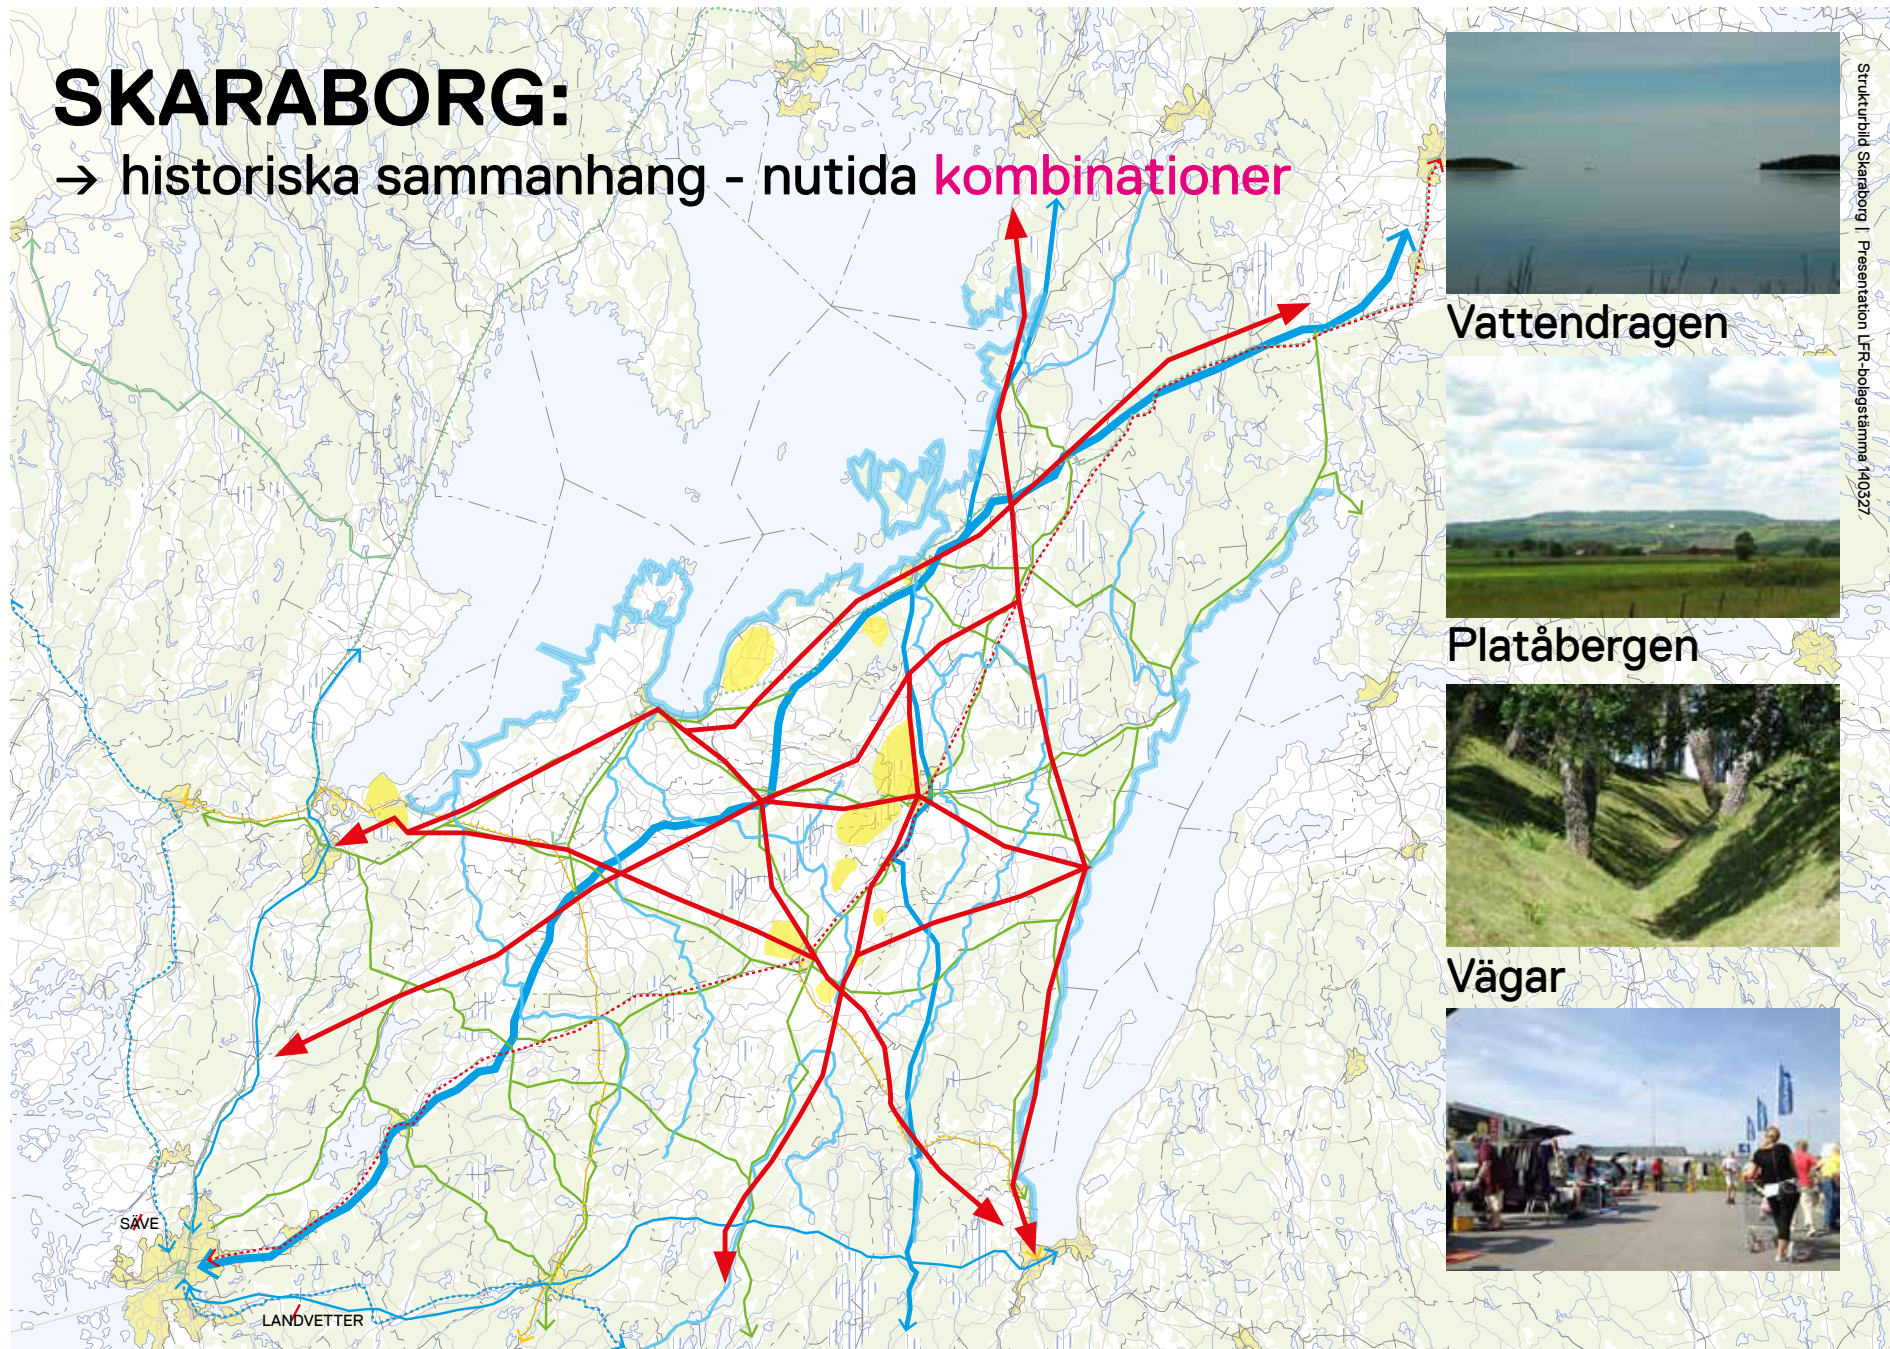 SKARABORG:
→ historiska sammanhang - nutida kombinationer
Vattendragen
Platåbergen
Vägar
Strukturbild Skaraborg | Presentation LFR-bolagstämma 140327
SÄVE
LANDVETTER